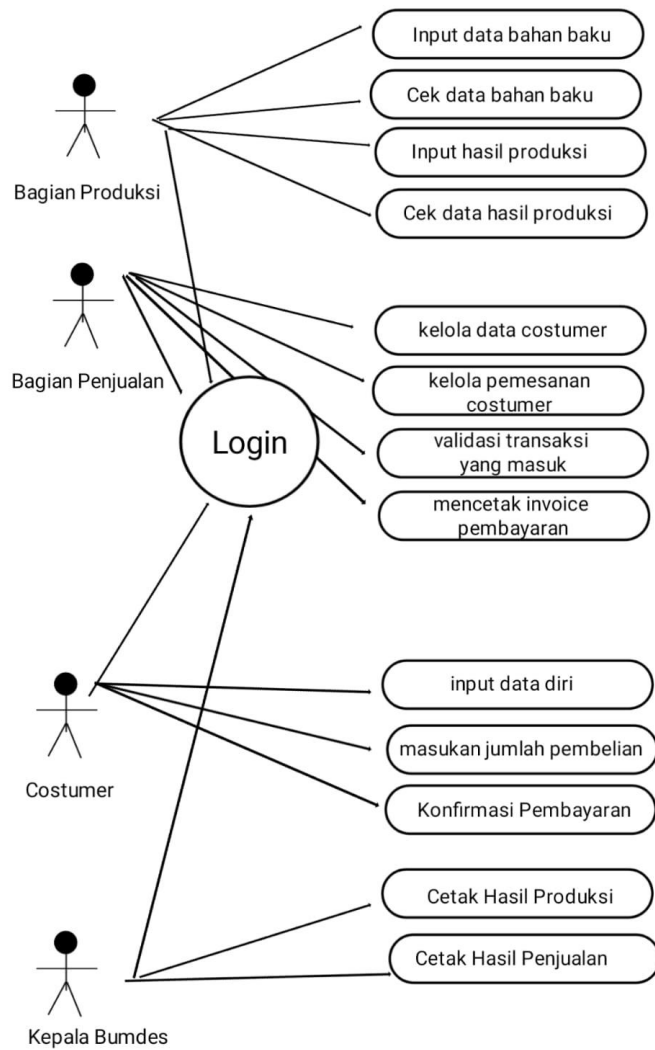 Input data bahan baku
Cek data bahan baku
Input hasil produksi
Cek data hasil produksi
Bagian Produksi
kelola data costumer
kelola pemesanan
costumer
validasi transaksi
yang masuk
mencetak invoice
pembayaran
Bagian Penjualan
Login
input data diri
masukan jumlah pembelian
Konfirmasi Pembayaran
Costumer
Cetak Hasil Produksi
Cetak Hasil Penjualan
Kepala Bumdes